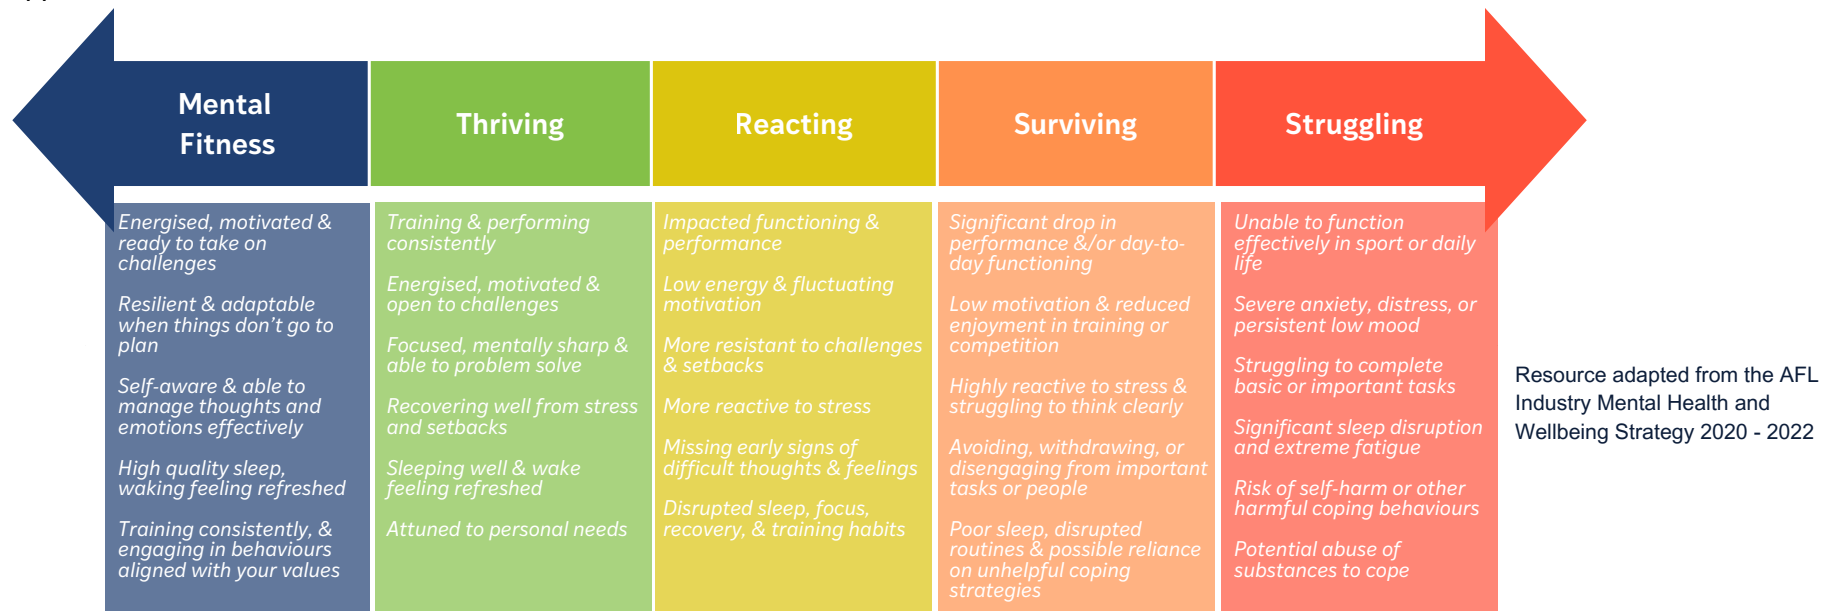 Mental
Fitness
Thriving
Reacting
Surviving
Struggling
Energised, motivated &
ready to take on
challenges
Resilient & adaptable
when things don't go to
plan
Self-aware & able to
manage thoughts and
emotions effectively
High quality sleep,
waking feeling refreshed
Training consistently, &
engaging in behaviours
aligned with your values
Training & performing
consistently
Energised, motivated &
open to challenges
Focused, mentally sharp &
able to problem solve
Recovering well from stress
and setbacks
Sleeping well & wake
feeling refreshed
Attuned to personal needs
Impacted functioning &
performance
Low energy & fluctuating
motivation
More resistant to challenges
& setbacks
More reactive to stress
Missing early signs of
difficult thoughts & feelings
Disrupted sleep, focus,
recovery, & training habits
Significant drop in
performance &/or day-to-
day functioning
Low motivation & reduced
enjoyment in training or
competition
Highly reactive to stress &
struggling to think clearly
Avoiding, withdrawing, or
disengaging from important
tasks or people
Poor sleep, disrupted
routines & possible reliance
on unhelpful coping
strategies
Unable to function
effectively in sport or daily
life
Severe anxiety, distress, or
persistent low mood
Struggling to complete
basic or important tasks
Significant sleep disruption
and extreme fatigue
Risk of self-harm or other
harmful coping behaviours
Potential abuse of
substances to cope
Resource adapted from the AFL
Industry Mental Health and
Wellbeing Strategy 2020 - 2022